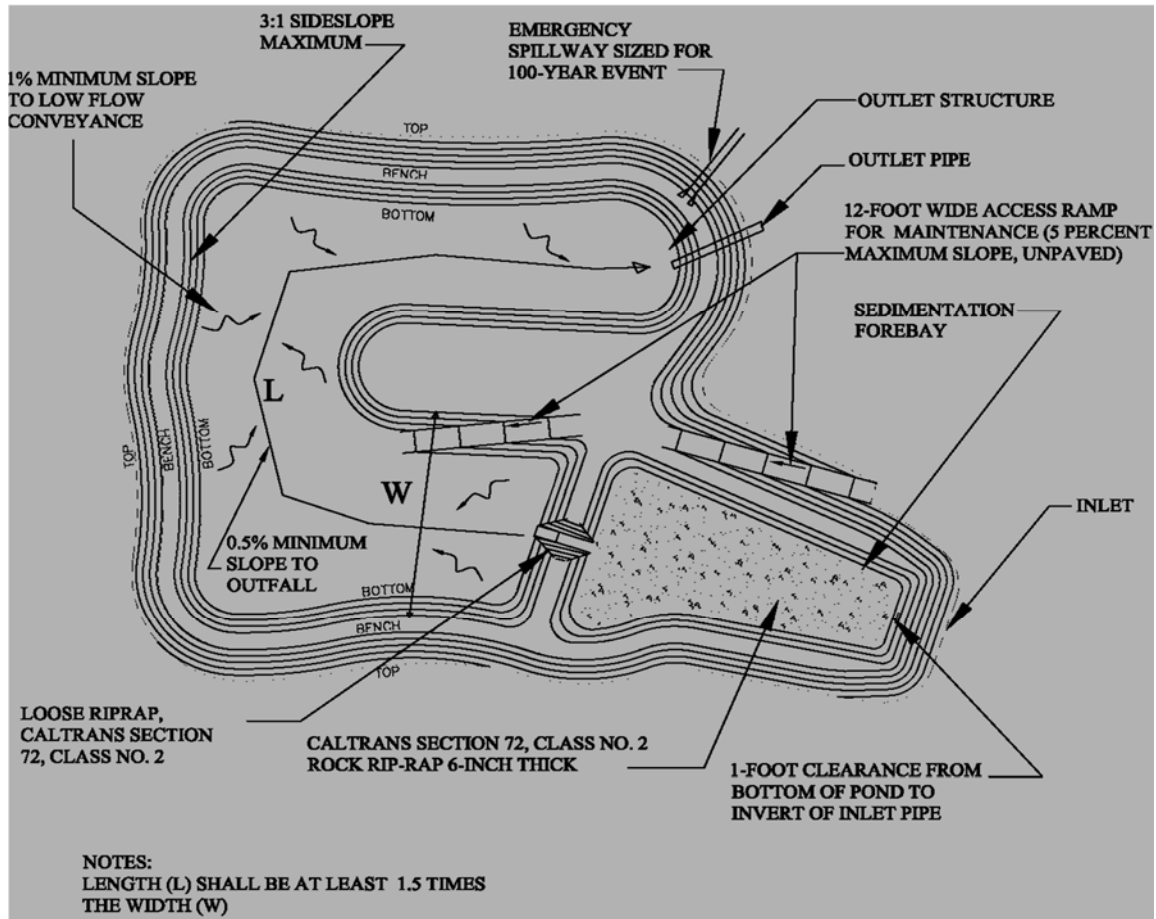 3:1 SIDESLOPE
MAXIMUM
EMERGENCY
SPILLWAY SIZED FOR
100-YEAR EVENT
1% MINIMUM SLOPE
TO LOW FLOW
CONVEYANCE
OUTLET STRUCTURE
TOP
OUTLET PIPE
BENCH
BOTTOM
12-FOOT WIDE ACCESS RAMP
FOR MAINTENANCE (5 PERCENT
MAXIMUM SLOPE, UNPAVED)
SEDIMENTATION
FOREBAY
L
TOP
BENCH
BOTTOM
W
INLET
0.5% MINIMUM
SLOPE TO
OUTFALL
BOTTOM
BENCH
TOP
LOOSE RIPRAP,
CALTRANS SECTION
72, CLASS NO. 2
CALTRANS SECTION 72, CLASS NO. 2
ROCK RIP-RAP 6-INCH THICK
1-FOOT CLEARANCE FROM
BOTTOM OF POND TO
INVERT OF INLET PIPE
NOTES:
LENGTH (L) SHALL BE AT LEAST 1.5 TIMES
THE WIDTH (W)